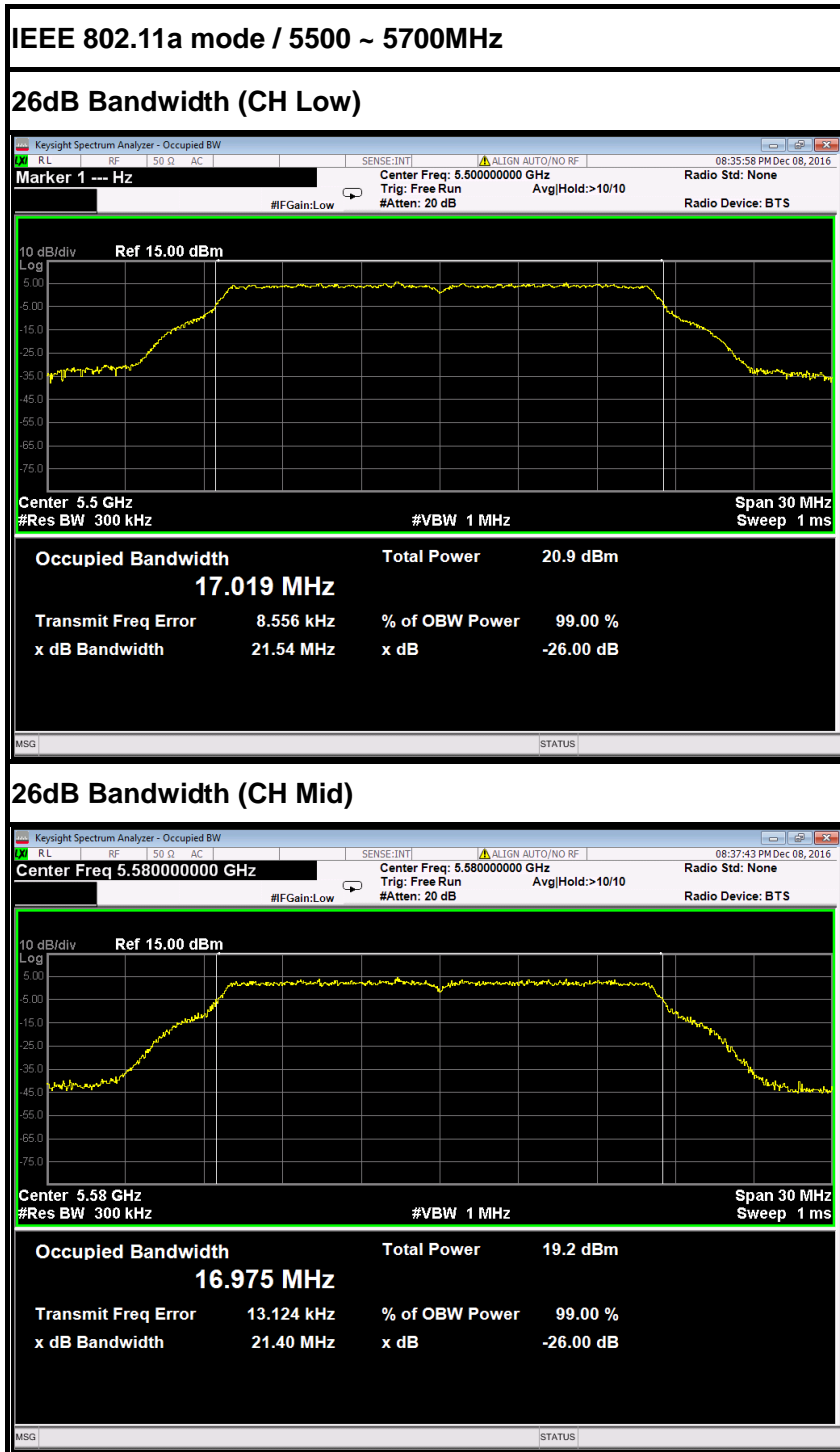 IEEE 802.11a mode / 5500 ~ 5700MHz
26dB Bandwidth (CH Low)
Keysight Spectrum Analyzer - Occupied BW
LXI RL RF 50 Ω AC SENSE:INT ALIGN AUTO/NO RF 08:35:58 PM Dec 08, 2016
Marker 1 --- Hz Center Freq: 5.500000000 GHz Radio Std: None
Trig: Free Run Avg|Hold:>10/10
#IFGain:Low #Atten: 20 dB Radio Device: BTS
10 dB/div Ref 15.00 dBm
Log
5.00
-5.00
-15.0
-25.0
-35.0
-45.0
-55.0
-65.0
-75.0
Center 5.5 GHz Span 30 MHz
#Res BW 300 kHz #VBW 1 MHz Sweep 1 ms
Occupied Bandwidth Total Power 20.9 dBm
17.019 MHz
Transmit Freq Error 8.556 kHz % of OBW Power 99.00 %
x dB Bandwidth 21.54 MHz x dB -26.00 dB
MSG STATUS
26dB Bandwidth (CH Mid)
Keysight Spectrum Analyzer - Occupied BW
LXI RL RF 50 Ω AC SENSE:INT ALIGN AUTO/NO RF 08:37:43 PM Dec 08, 2016
Center Freq 5.580000000 GHz Center Freq: 5.580000000 GHz Radio Std: None
Trig: Free Run Avg|Hold:>10/10
#IFGain:Low #Atten: 20 dB Radio Device: BTS
10 dB/div Ref 15.00 dBm
Log
5.00
-5.00
-15.0
-25.0
-35.0
-45.0
-55.0
-65.0
-75.0
Center 5.58 GHz Span 30 MHz
#Res BW 300 kHz #VBW 1 MHz Sweep 1 ms
Occupied Bandwidth Total Power 19.2 dBm
16.975 MHz
Transmit Freq Error 13.124 kHz % of OBW Power 99.00 %
x dB Bandwidth 21.40 MHz x dB -26.00 dB
MSG STATUS